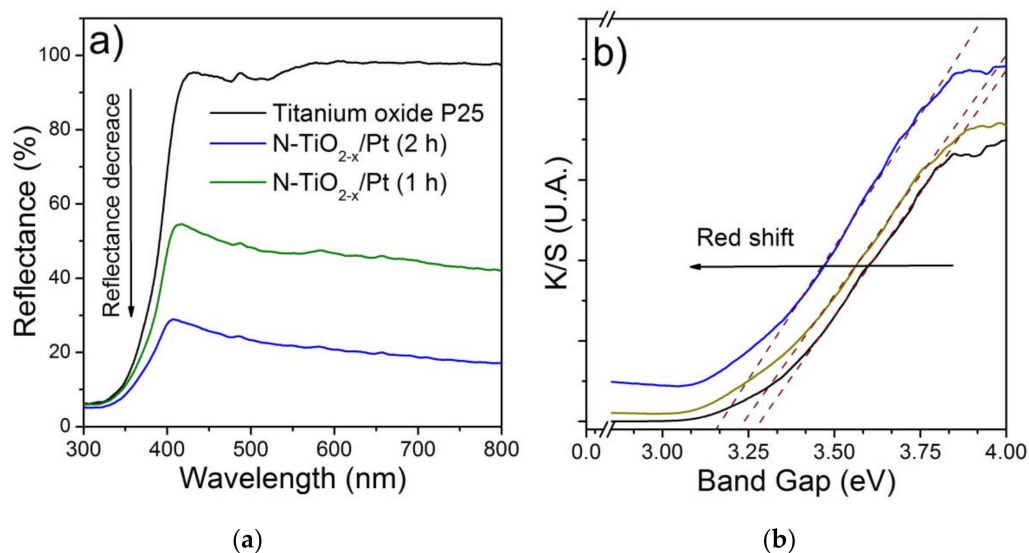 a)
Reflectance (%)
100
80
60
40
20
0
Reflectance decreace
Titanium oxide P25
N-TiO2-x/Pt (2 h)
N-TiO2-x/Pt (1 h)
300 400 500 600 700 800
Wavelength (nm)
(a)
b)
K/S (U.A.)
Red shift
0.0 3.00 3.25 3.50 3.75 4.00
Band Gap (eV)
(b)